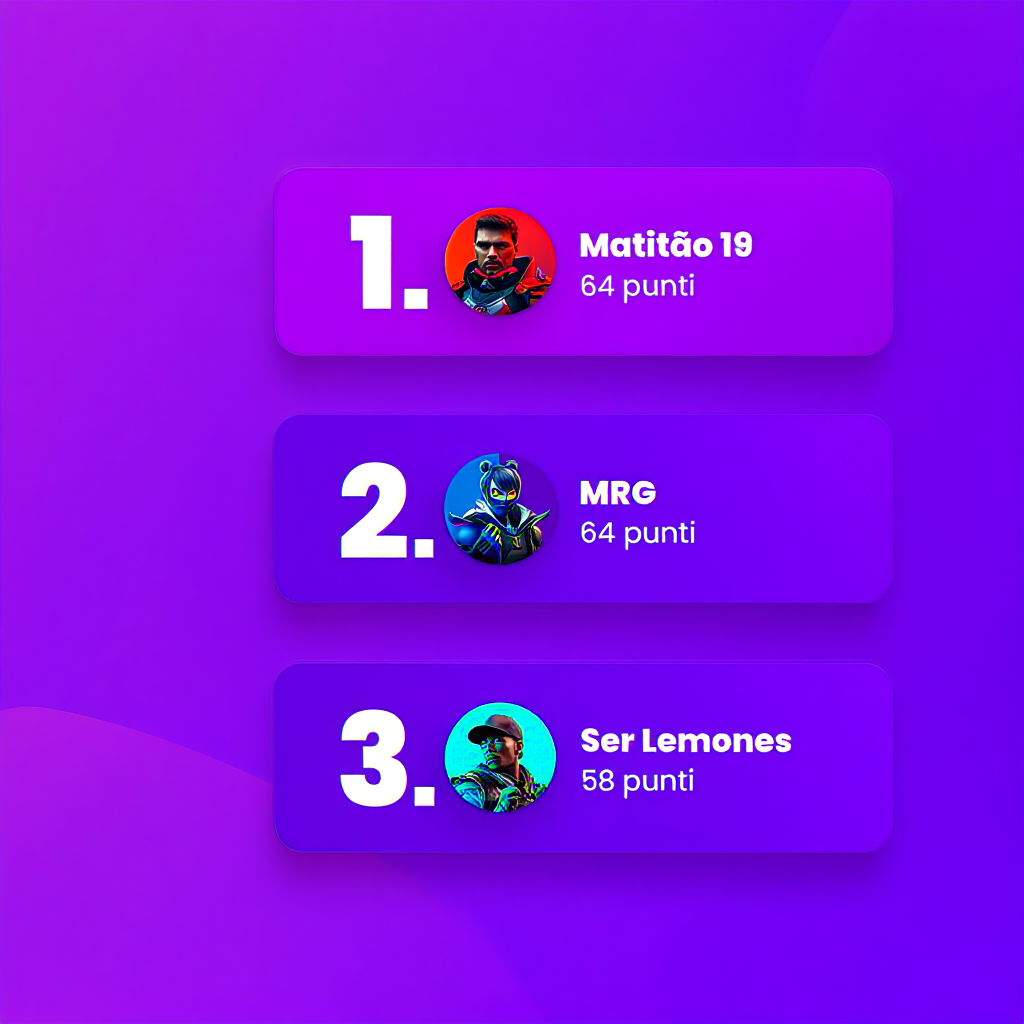 1.
Matitão 19
64 punti
2.
MRG
64 punti
3.
Ser Lemones
58 punti